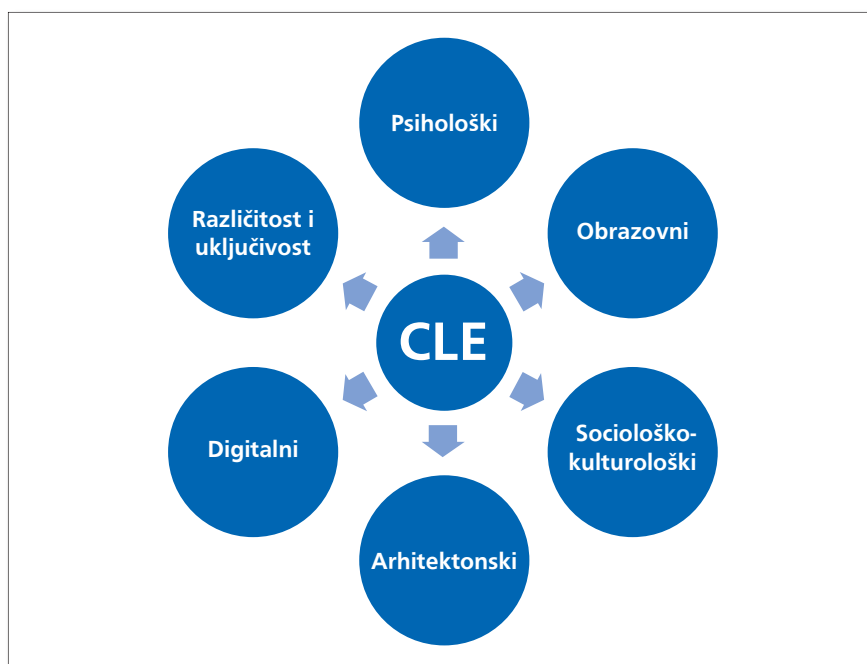 Psihološki
Različitost i
uključivost
Obrazovni
CLE
Digitalni
Sociološko-
kulturološki
Arhitektonski